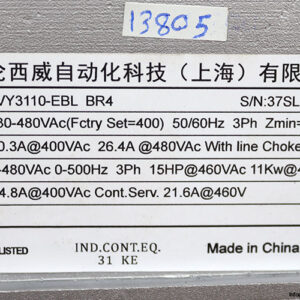 13805
仑西威自动化科技（上海）有限
VY3110-EBL BR4 S/N:37SL
80-480VAc(Fctry Set=400) 50/60Hz 3Ph Zmin=
0.3A@400VAc 26.4A @480VAc With line Choke
-480VAc 0-500Hz 3Ph 15HP@460VAc 11Kw@4
4.8A@400VAc Cont.Serv. 21.6A@460V
LISTED IND.CONT.EQ. Made in China
31 KE